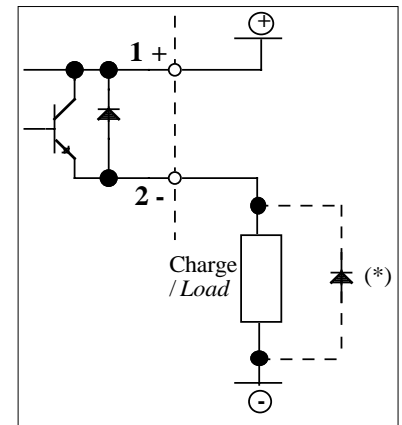 +
1 +
2 -
Charge
/ Load
(*)
-